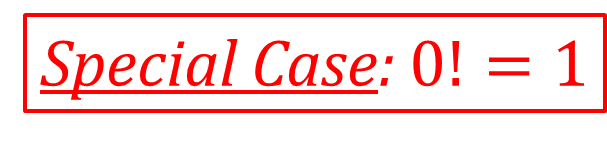 Special Case: 0! = 1